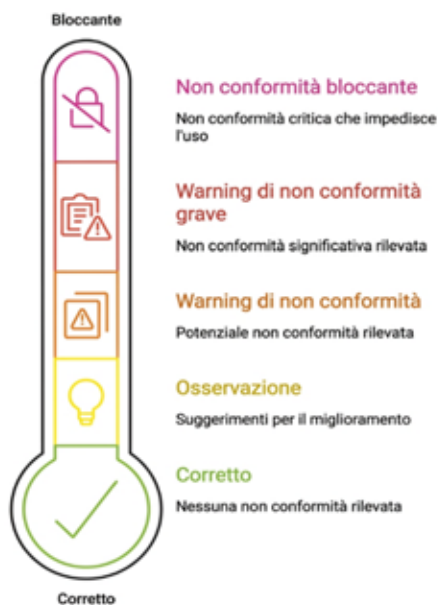 Bloccante
Non conformità bloccante
Non conformità critica che impedisce
l'uso
Warning di non conformità
grave
Non conformità significativa rilevata
Warning di non conformità
Potenziale non conformità rilevata
Osservazione
Suggerimenti per il miglioramento
Corretto
Nessuna non conformità rilevata
Corretto